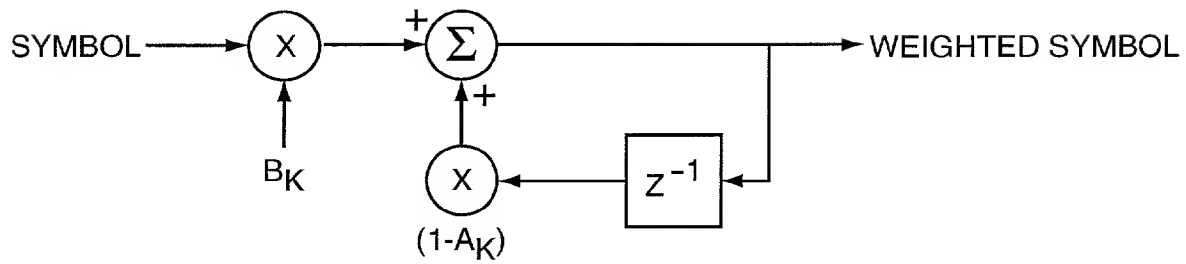 SYMBOL
X
+
Σ
WEIGHTED SYMBOL
+
B_K
X
Z^-1
(1-A_K)